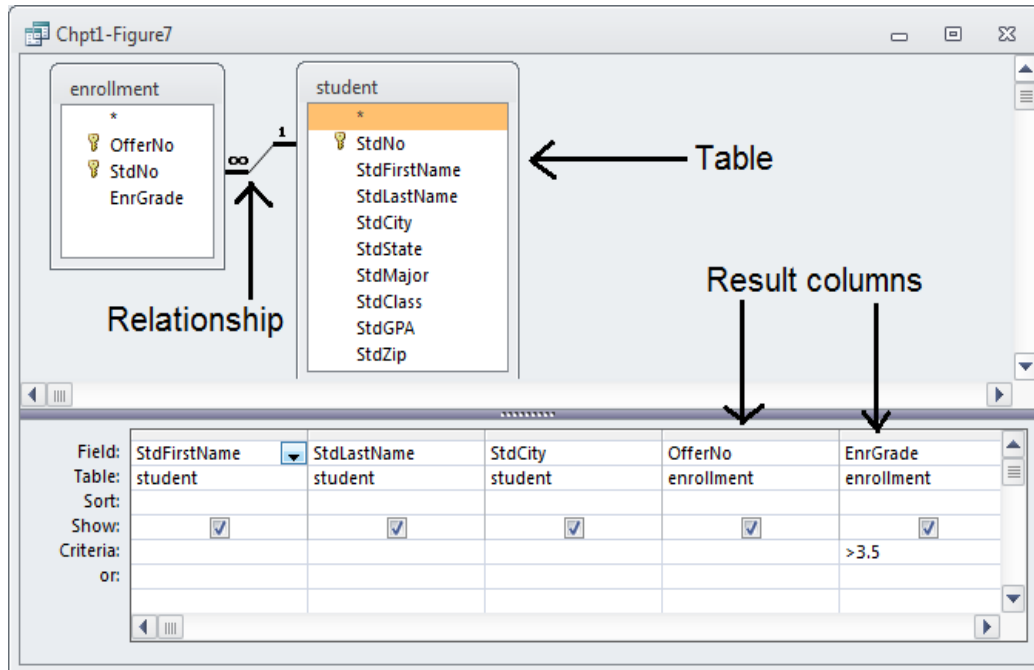 Chpt1-Figure7
enrollment
*
OfferNo
StdNo
EnrGrade
∞ 1
student
*
StdNo
StdFirstName
StdLastName
StdCity
StdState
StdMajor
StdClass
StdGPA
StdZip
Table
Relationship
Result columns
Field: StdFirstName StdLastName StdCity OfferNo EnrGrade
Table: student student student enrollment enrollment
Sort:
Show:
Criteria: >3.5
or: